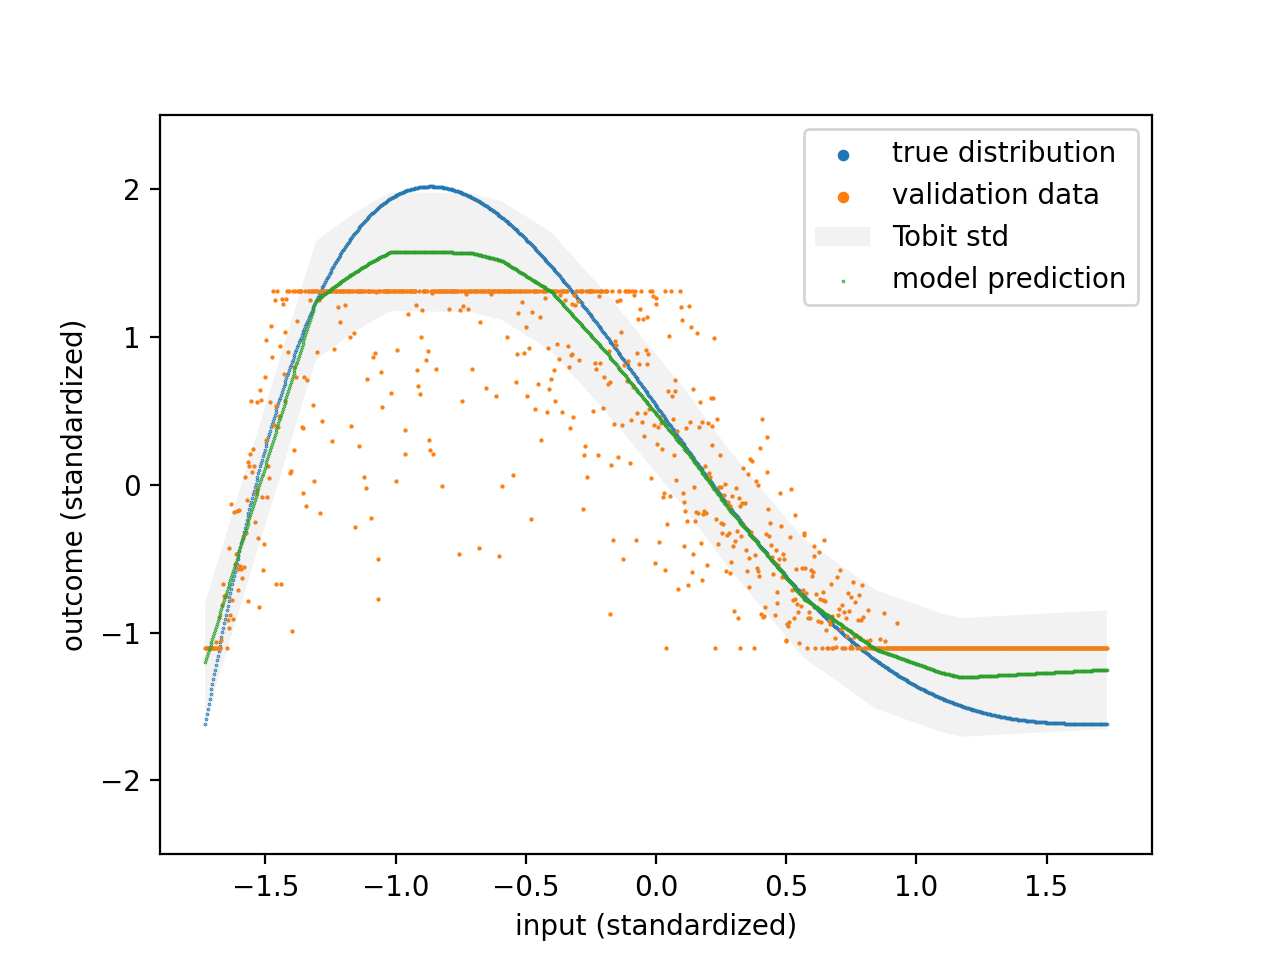 true distribution
validation data
Tobit std
model prediction
2
1
0
−1
−2
outcome (standardized)
−1.5 −1.0 −0.5 0.0 0.5 1.0 1.5
input (standardized)